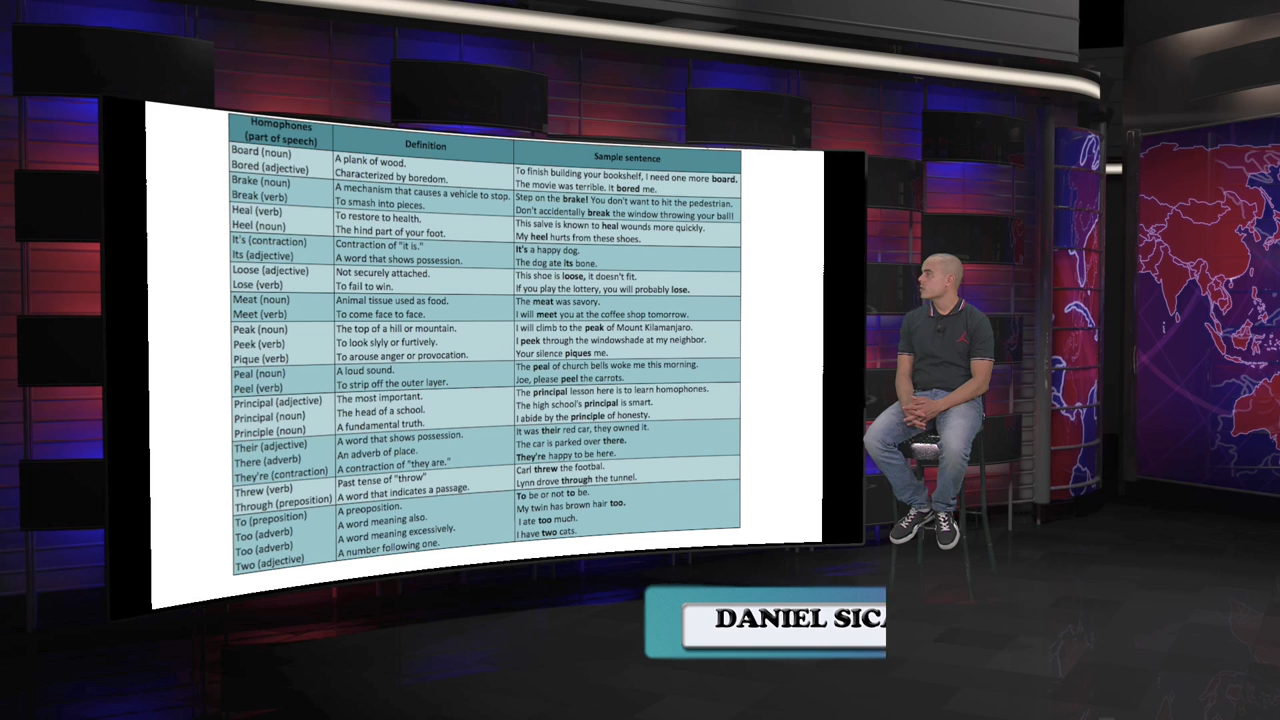 Homophones (part of speech) Definition Sample sentence
Board (noun) A plank of wood. To finish building your bookshelf, I need one more board.
Bored (adjective) Characterized by boredom. The movie was terrible. It bored me.
Brake (noun) A mechanism that causes a vehicle to stop. Step on the brake! You don't want to hit the pedestrian.
Break (verb) To smash into pieces. Don't accidentally break the window throwing your ball!
Heal (verb) To restore to health. This salve is known to heal wounds more quickly.
Heel (noun) The hind part of your foot. My heel hurts from these shoes.
It's (contraction) Contraction of "it is." It's a happy dog.
Its (adjective) A word that shows possession. The dog ate its bone.
Loose (adjective) Not securely attached. This shoe is loose, it doesn't fit.
Lose (verb) To fail to win. If you play the lottery, you will probably lose.
Meat (noun) Animal tissue used as food. The meat was savory.
Meet (verb) To come face to face. I will meet you at the coffee shop tomorrow.
Peak (noun) The top of a hill or mountain. I will climb to the peak of Mount Kilamanjaro.
Peek (verb) To look slyly or furtively. I peek through the windowshade at my neighbor.
Pique (verb) To arouse anger or provocation. Your silence piques me.
Peal (noun) A loud sound. The peal of church bells woke me this morning.
Peel (verb) To strip off the outer layer. Joe, please peel the carrots.
Principal (adjective) The most important. The principal lesson here is to learn homophones.
Principal (noun) The head of a school. The high school's principal is smart.
Principle (noun) A fundamental truth. I abide by the principle of honesty.
Their (adjective) A word that shows possession. It was their red car, they owned it.
There (adverb) An adverb of place. The car is parked over there.
They're (contraction) A contraction of "they are." They're happy to be here.
Threw (verb) Past tense of "throw" Carl threw the footbal.
Through (preposition) A word that indicates a passage. Lynn drove through the tunnel.
To (preposition) A preoposition. To be or not to be.
Too (adverb) A word meaning also. My twin has brown hair too.
Too (adverb) A word meaning excessively. I ate too much.
Two (adjective) A number following one. I have two cats.
DANIEL